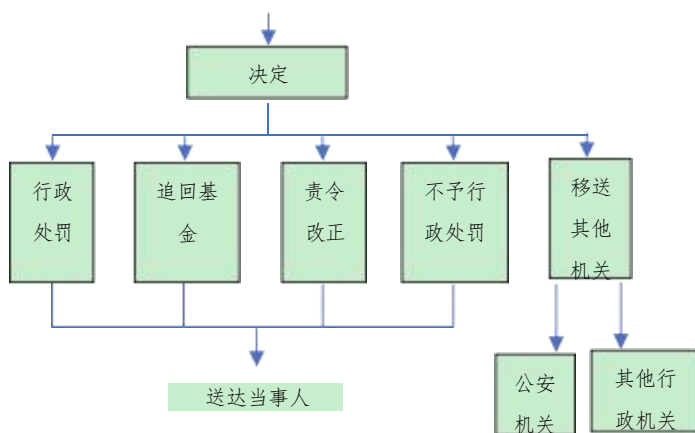 决定
行政
处罚
追回基
金
责令
改正
不予行
政处罚
移送
其他
机关
送达当事人
公安
机关
其他行
政机关